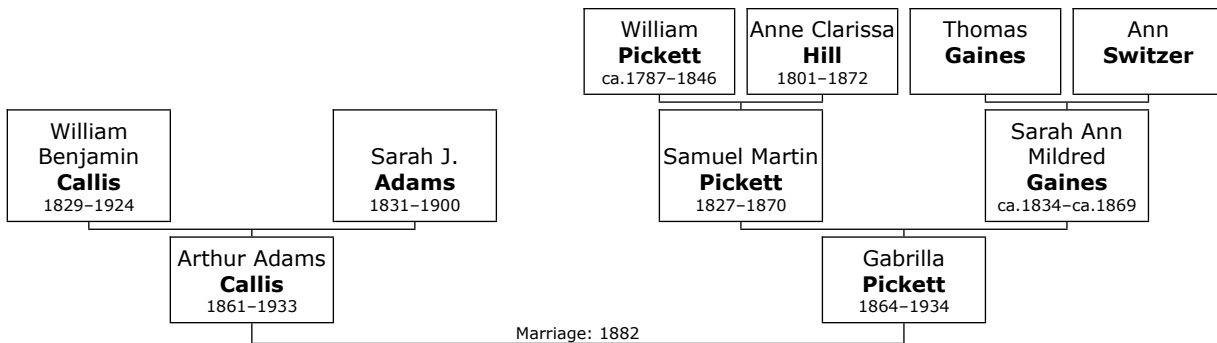 William
Pickett
ca.1787–1846
Anne Clarissa
Hill
1801–1872
Thomas
Gaines
Ann
Switzer
William
Benjamin
Callis
1829–1924
Sarah J.
Adams
1831–1900
Samuel Martin
Pickett
1827–1870
Sarah Ann
Mildred
Gaines
ca.1834–ca.1869
Arthur Adams
Callis
1861–1933
Gabrilla
Pickett
1864–1934
Marriage: 1882